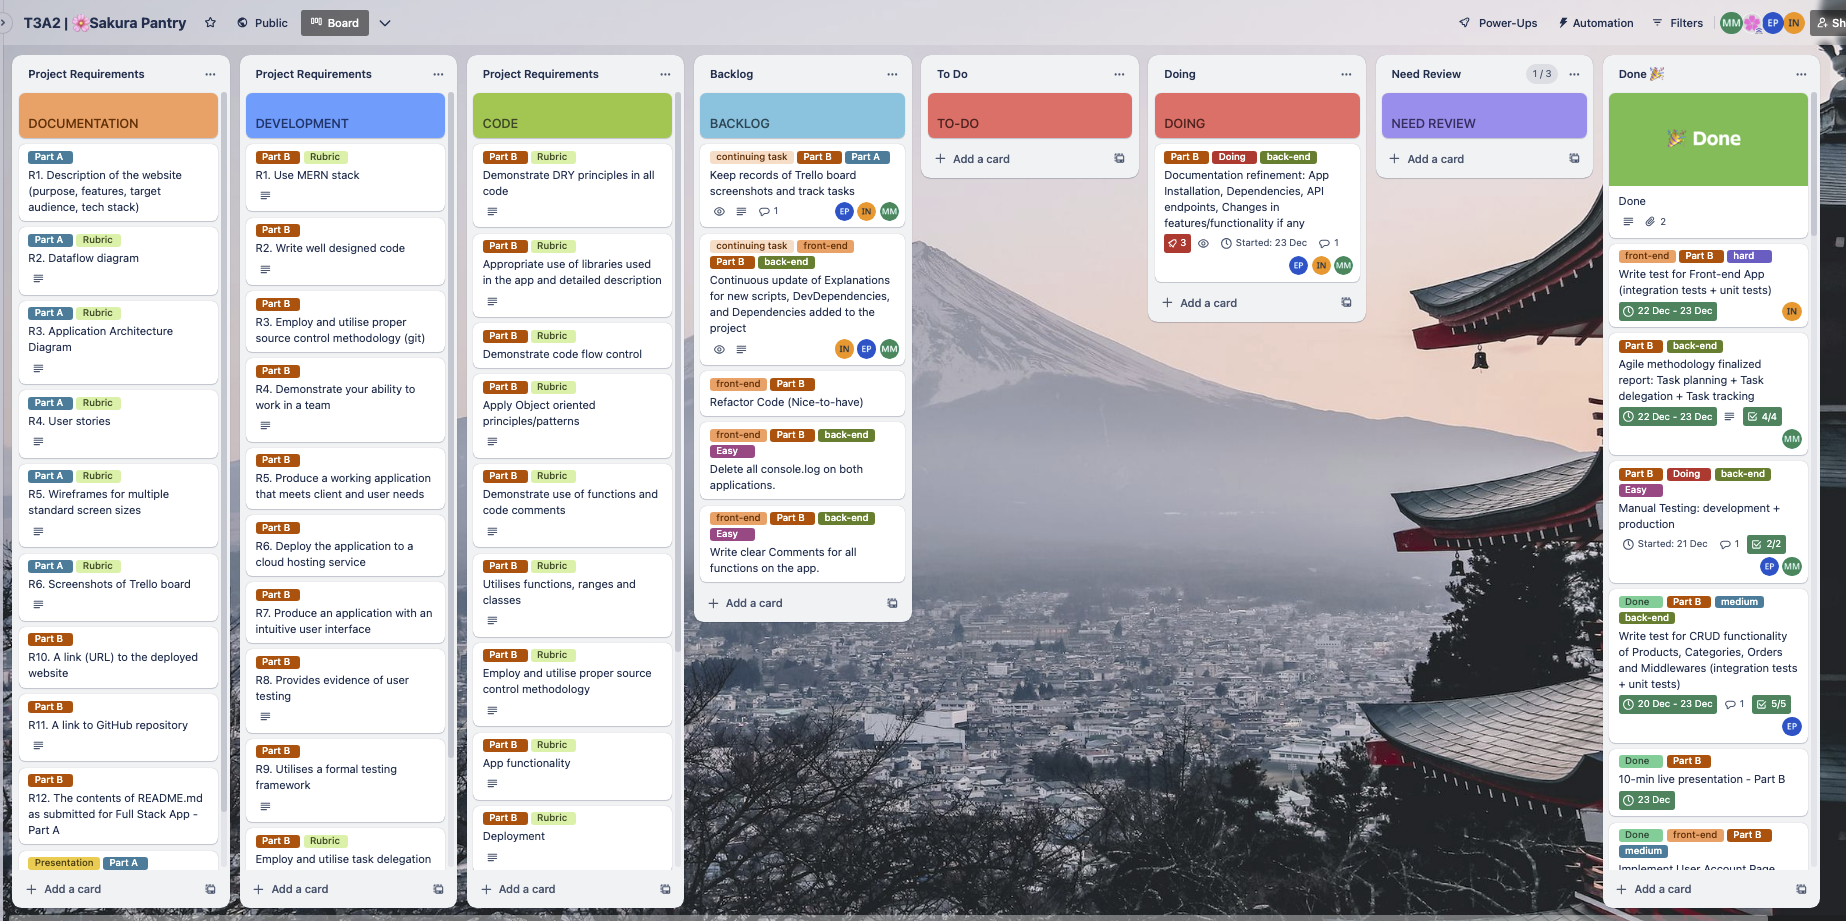 T3A2 | 🌸Sakura Pantry
Public
Board
Power-Ups
Automation
Filters
MM
EP
IN
Sh
Project Requirements
DOCUMENTATION
Part A
R1. Description of the website
(purpose, features, target
audience, tech stack)
Part A Rubric
R2. Dataflow diagram
Part A Rubric
R3. Application Architecture
Diagram
Part A Rubric
R4. User stories
Part A Rubric
R5. Wireframes for multiple
standard screen sizes
Part A Rubric
R6. Screenshots of Trello board
Part B
R10. A link (URL) to the deployed
website
Part B
R11. A link to GitHub repository
Part B
R12. The contents of README.md
as submitted for Full Stack App -
Part A
Presentation Part A
+ Add a card
Project Requirements
DEVELOPMENT
Part B Rubric
R1. Use MERN stack
Part B
R2. Write well designed code
Part B
R3. Employ and utilise proper
source control methodology (git)
Part B
R4. Demonstrate your ability to
work in a team
Part B
R5. Produce a working application
that meets client and user needs
Part B
R6. Deploy the application to a
cloud hosting service
Part B
R7. Produce an application with an
intuitive user interface
Part B
R8. Provides evidence of user
testing
Part B
R9. Utilises a formal testing
framework
Part B Rubric
Employ and utilise task delegation
+ Add a card
Project Requirements
CODE
Part B Rubric
Demonstrate DRY principles in all
code
Part B Rubric
Appropriate use of libraries used
in the app and detailed description
Part B Rubric
Demonstrate code flow control
Part B Rubric
Apply Object oriented
principles/patterns
Part B Rubric
Demonstrate use of functions and
code comments
Part B Rubric
Utilises functions, ranges and
classes
Part B Rubric
Employ and utilise proper source
control methodology
Part B Rubric
App functionality
Part B Rubric
Deployment
+ Add a card
Backlog
BACKLOG
continuing task Part B Part A
Keep records of Trello board
screenshots and track tasks
1 EP IN MM
continuing task front-end
Part B back-end
Continuous update of Explanations
for new scripts, DevDependencies,
and Dependencies added to the
project
IN EP MM
front-end Part B
Refactor Code (Nice-to-have)
front-end Part B back-end
Easy
Delete all console.log on both
applications.
front-end Part B back-end
Easy
Write clear Comments for all
functions on the app.
+ Add a card
To Do
TO-DO
+ Add a card
Doing
DOING
Part B Doing back-end
Documentation refinement: App
Installation, Dependencies, API
endpoints, Changes in
features/functionality if any
3 Started: 23 Dec 1
EP IN MM
+ Add a card
Need Review 1 / 3
NEED REVIEW
+ Add a card
Done 🎉
🎉 Done
Done
2
front-end Part B hard
Write test for Front-end App
(integration tests + unit tests)
22 Dec - 23 Dec IN
Part B back-end
Agile methodology finalized
report: Task planning + Task
delegation + Task tracking
22 Dec - 23 Dec 4/4
MM
Part B Doing back-end
Easy
Manual Testing: development +
production
Started: 21 Dec 1 2/2
EP MM
Done Part B medium
back-end
Write test for CRUD functionality
of Products, Categories, Orders
and Middlewares (integration tests
+ unit tests)
20 Dec - 23 Dec 1 5/5
EP
Done Part B
10-min live presentation - Part B
23 Dec
Done front-end Part B
medium
Implement User Account Page
+ Add a card